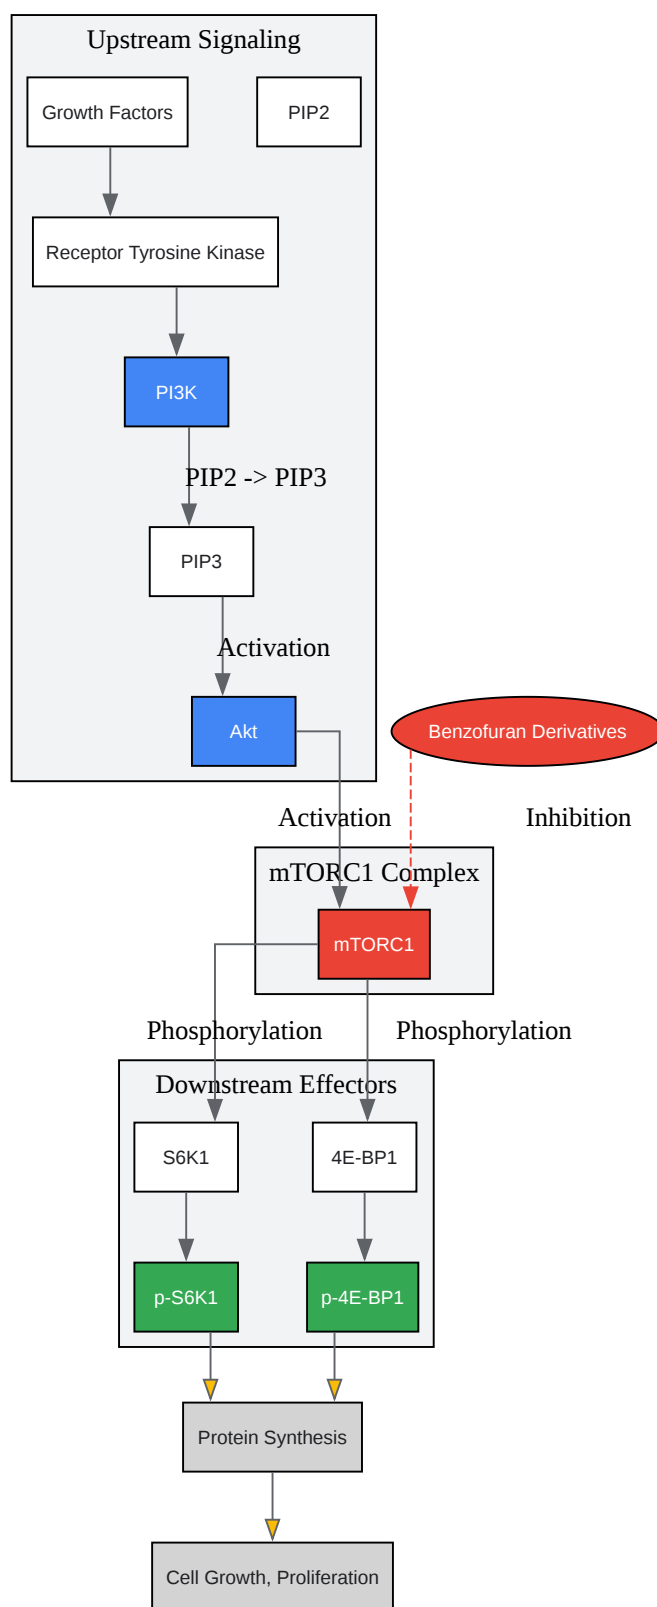 Upstream Signaling
Growth Factors
PIP2
Receptor Tyrosine Kinase
PI3K
PIP2 -> PIP3
PIP3
Activation
Akt
Benzofuran Derivatives
Activation
Inhibition
mTORC1 Complex
mTORC1
Phosphorylation
Phosphorylation
Downstream Effectors
S6K1
4E-BP1
p-S6K1
p-4E-BP1
Protein Synthesis
Cell Growth, Proliferation